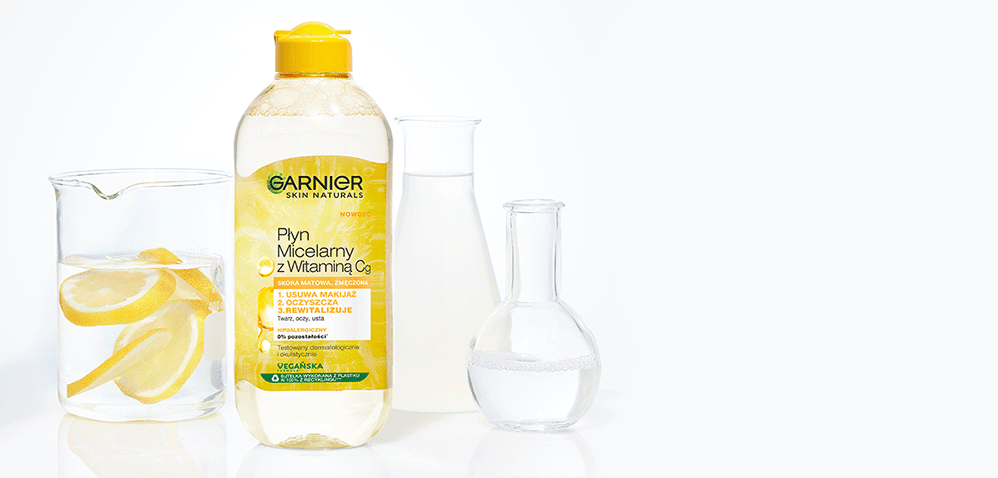 GARNIER
SKIN NATURALS
NOWOŚĆ
Płyn
Micelarny
z Witaminą Cg
SKÓRA MATOWA, ZMĘCZONA
1. USUWA MAKIJAŻ
2. OCZYSZCZA
3.REWITALIZUJE
Twarz, oczy, usta
HIPOALERGICZNY
0% pozostałości*
Testowany dermatologicznie
i okulistycznie
WEGAŃSKA
BUTELKA WYKONANA Z PLASTIKU
W 100% Z RECYKLINGU***